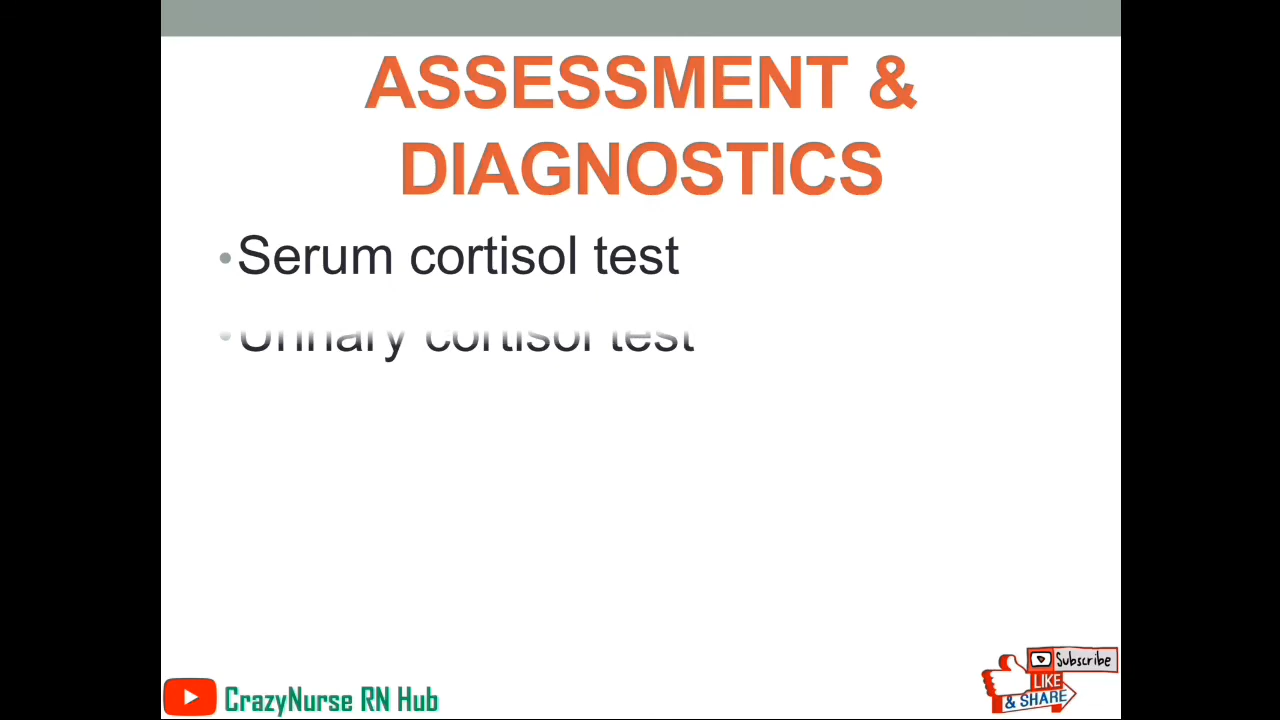 ASSESSMENT &
DIAGNOSTICS
•Serum cortisol test
•Urinary cortisol test
CrazyNurse RN Hub
Subscribe
LIKE
& SHARE